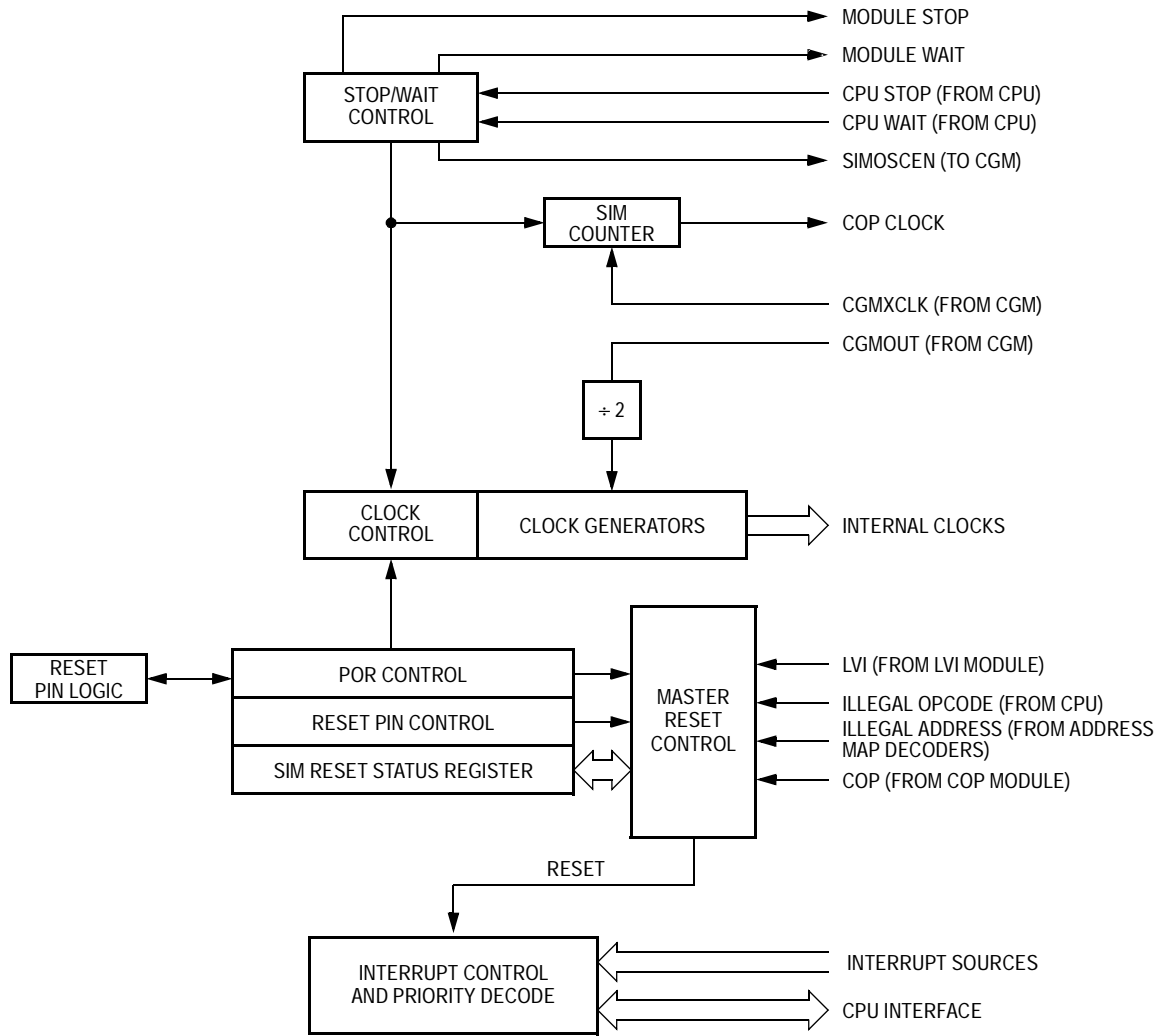 MODULE STOP
MODULE WAIT
STOP/WAIT
CONTROL
CPU STOP (FROM CPU)
CPU WAIT (FROM CPU)
SIMOSCEN (TO CGM)
SIM
COUNTER
COP CLOCK
CGMXCLK (FROM CGM)
CGMOUT (FROM CGM)
÷ 2
CLOCK
CONTROL
CLOCK GENERATORS
INTERNAL CLOCKS
RESET
PIN LOGIC
POR CONTROL
RESET PIN CONTROL
SIM RESET STATUS REGISTER
MASTER
RESET
CONTROL
LVI (FROM LVI MODULE)
ILLEGAL OPCODE (FROM CPU)
ILLEGAL ADDRESS (FROM ADDRESS
MAP DECODERS)
COP (FROM COP MODULE)
RESET
INTERRUPT CONTROL
AND PRIORITY DECODE
INTERRUPT SOURCES
CPU INTERFACE